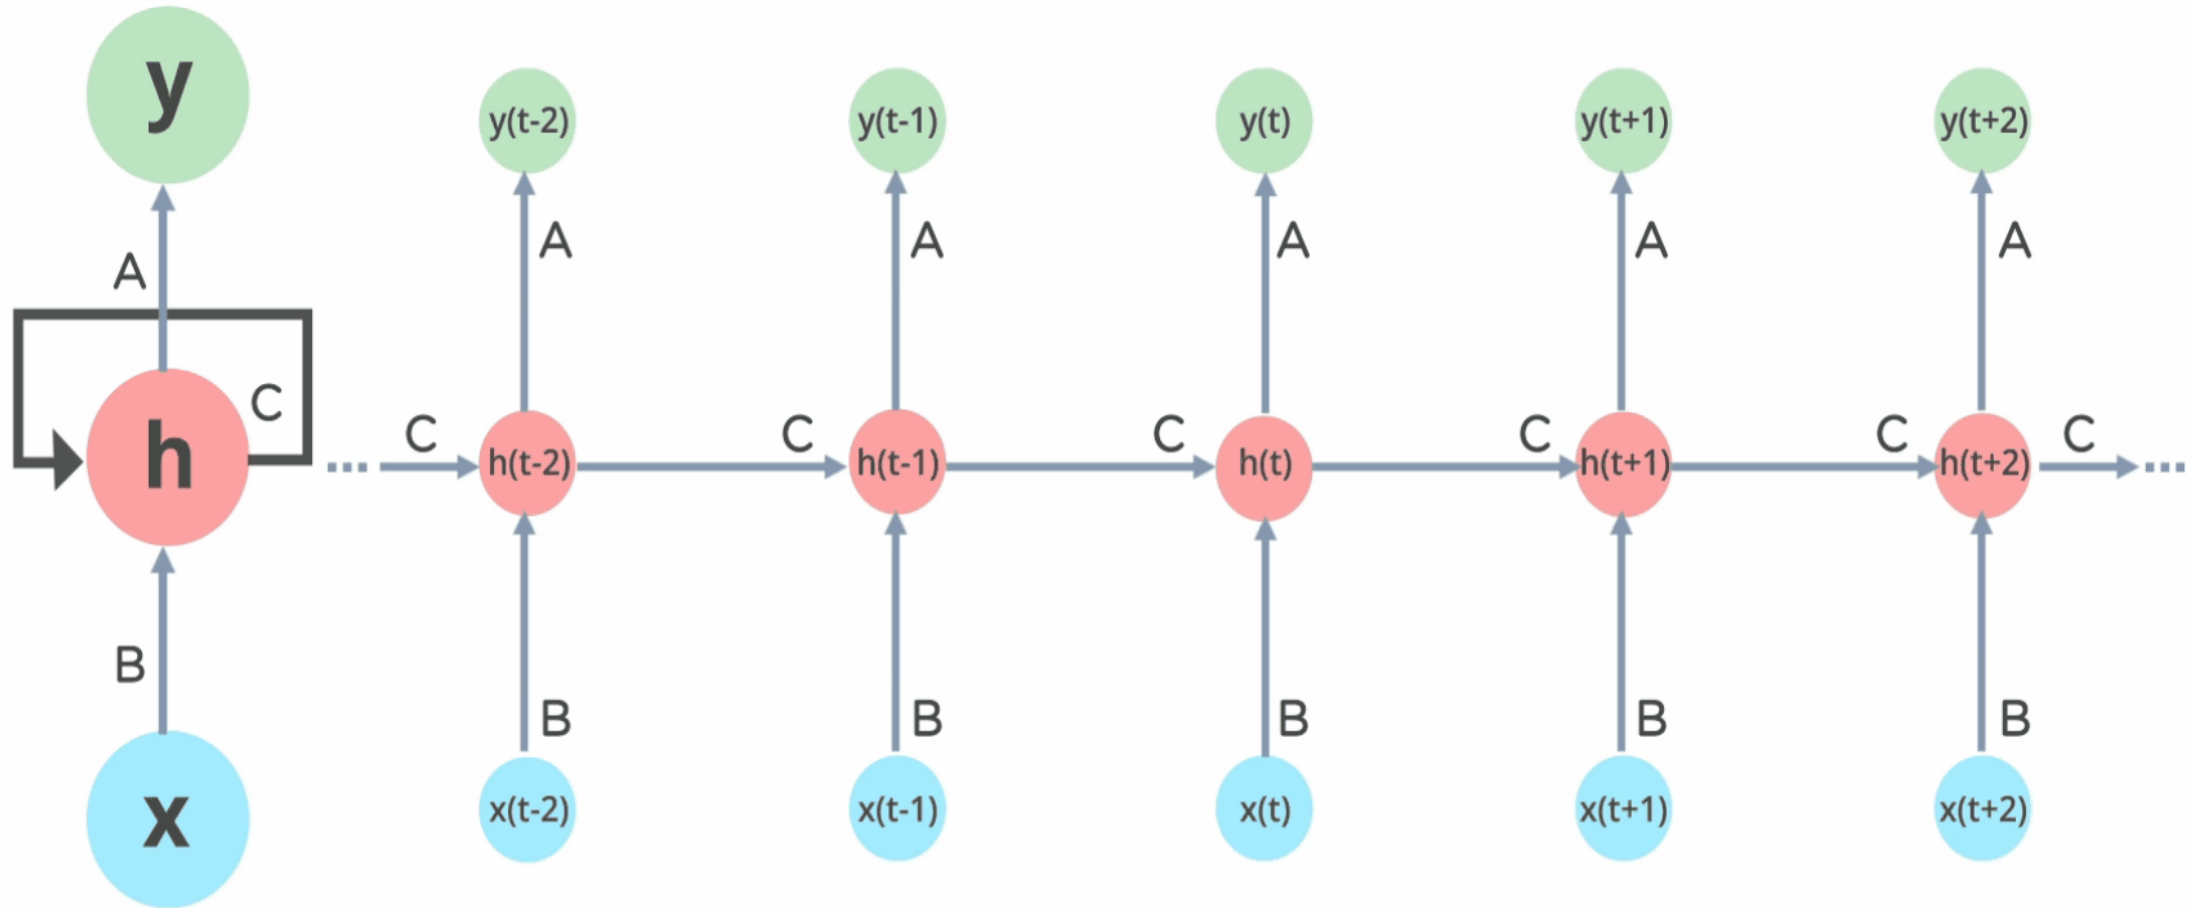 y
y(t-2) y(t-1) y(t) y(t+1) y(t+2)
A A A A A A
h
C
C C C C C C
h(t-2) h(t-1) h(t) h(t+1) h(t+2)
B B B B B B
x
x(t-2) x(t-1) x(t) x(t+1) x(t+2)